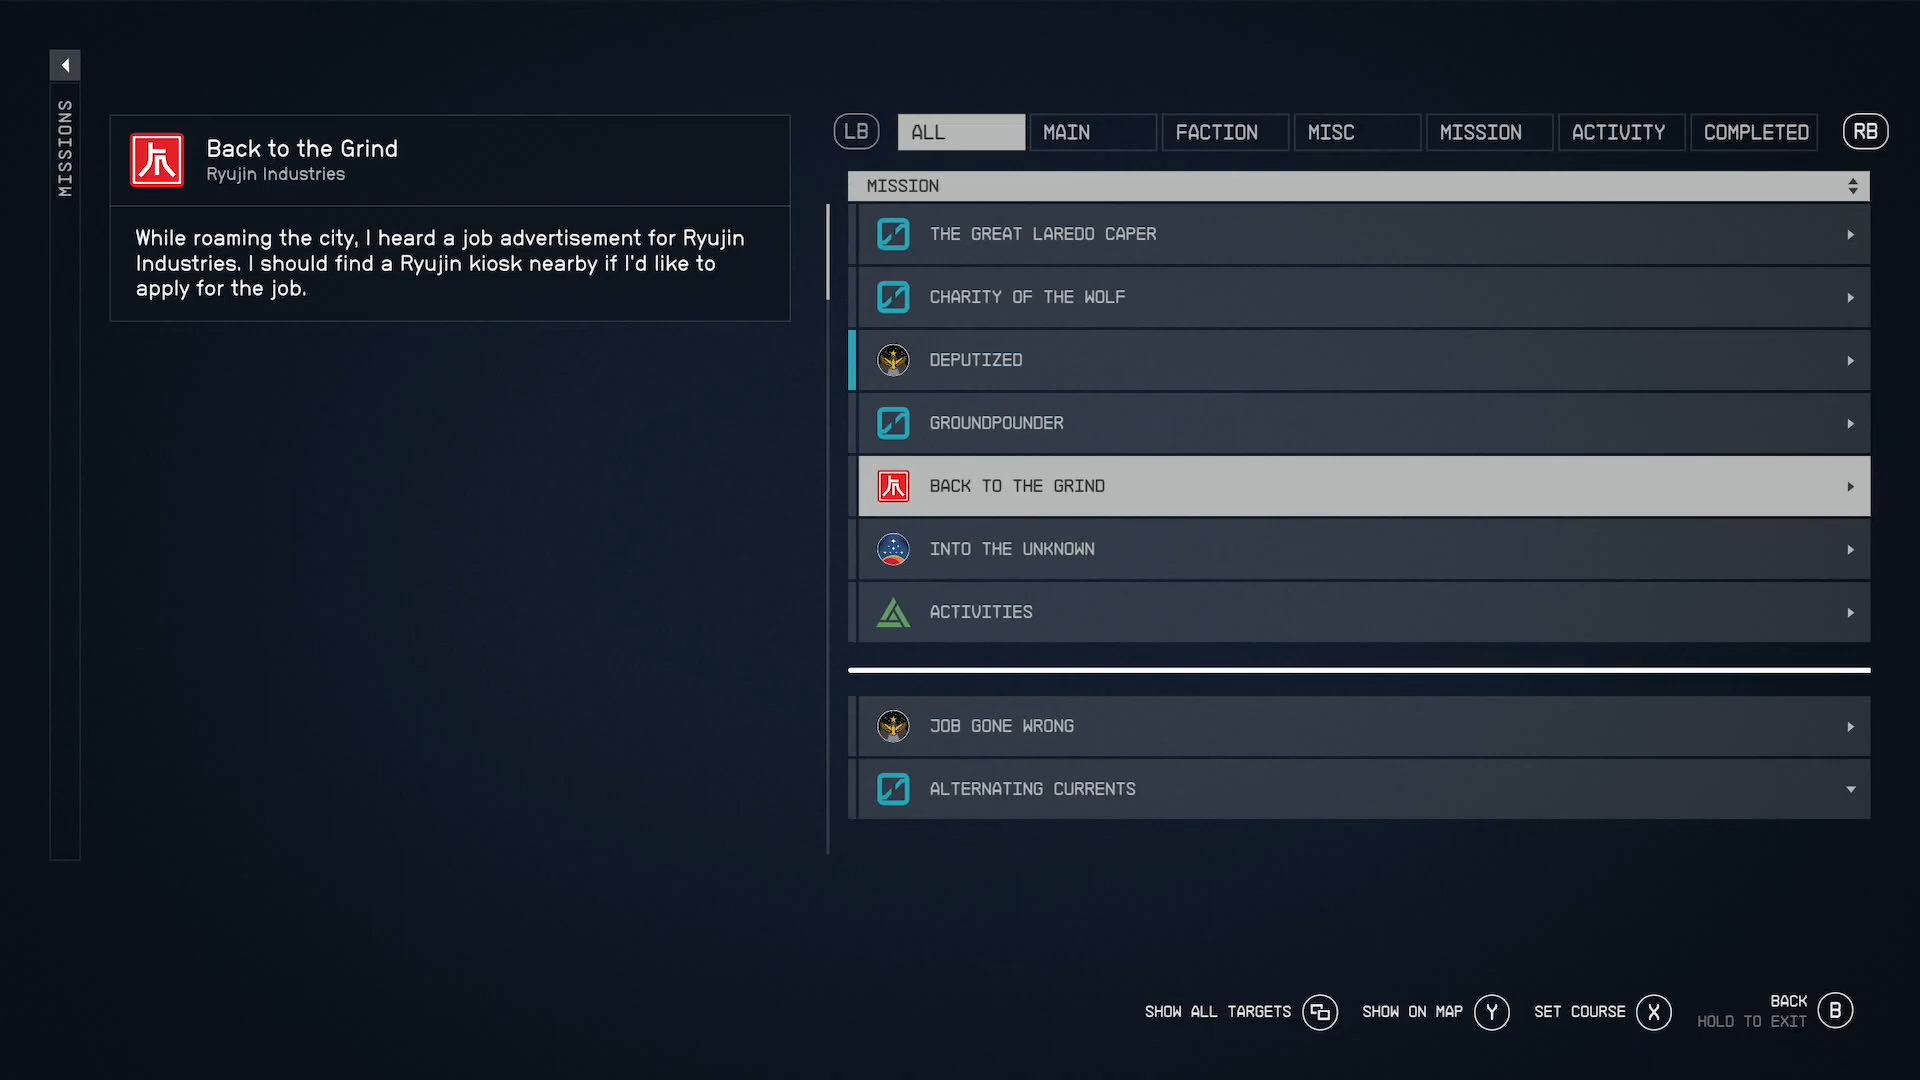 MISSIONS
Back to the Grind
Ryujin Industries
While roaming the city, I heard a job advertisement for Ryujin
Industries. I should find a Ryujin kiosk nearby if I'd like to
apply for the job.
LB ALL MAIN FACTION MISC MISSION ACTIVITY COMPLETED RB
MISSION
THE GREAT LAREDO CAPER
CHARITY OF THE WOLF
DEPUTIZED
GROUNDPOUNDER
BACK TO THE GRIND
INTO THE UNKNOWN
ACTIVITIES
JOB GONE WRONG
ALTERNATING CURRENTS
SHOW ALL TARGETS SHOW ON MAP Y SET COURSE X BACK B
HOLD TO EXIT